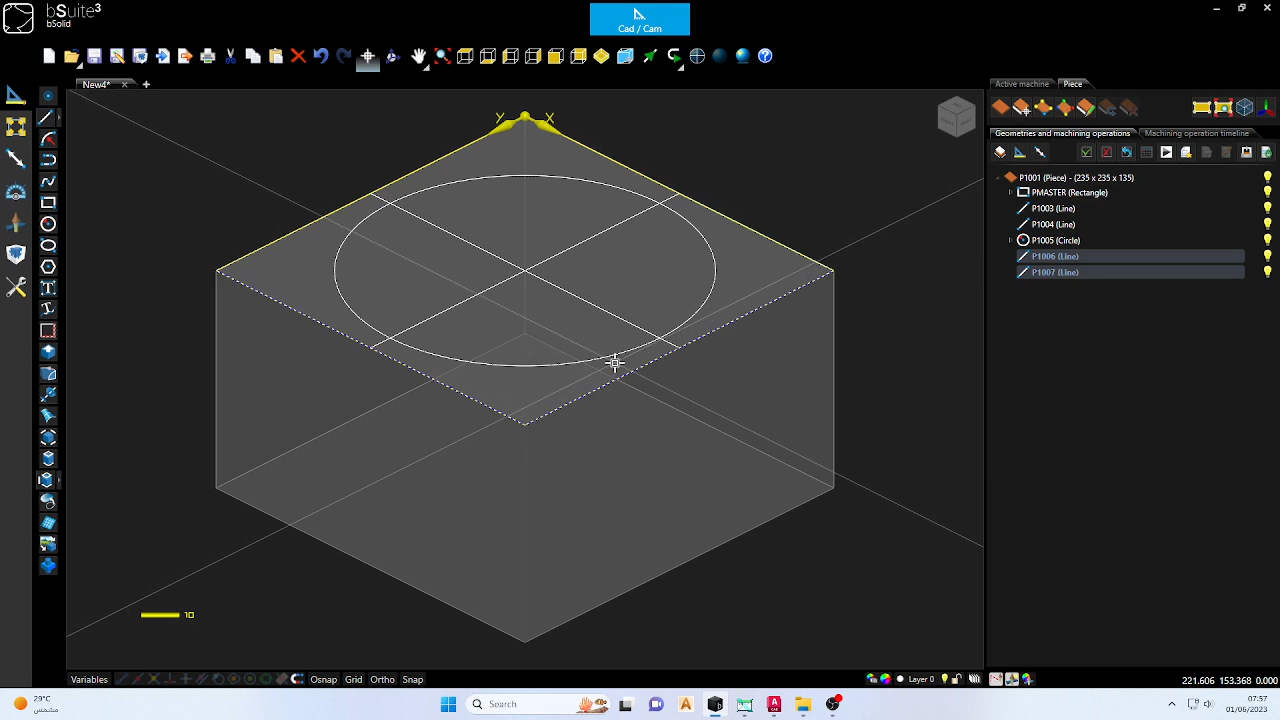 bSuite³
bSolid
Cad / Cam
New4*
Active machine
Piece
Geometries and machining operations
Machining operation timeline
P1001 (Piece) - (235 x 235 x 135)
PMASTER (Rectangle)
P1003 (Line)
P1004 (Line)
P1005 (Circle)
P1006 (Line)
P1007 (Line)
Y
X
10
Variables
Osnap
Grid
Ortho
Snap
Layer 0
221.606 153.368 0.000
29°C
مشمس
Search
07:57
01/06/2023